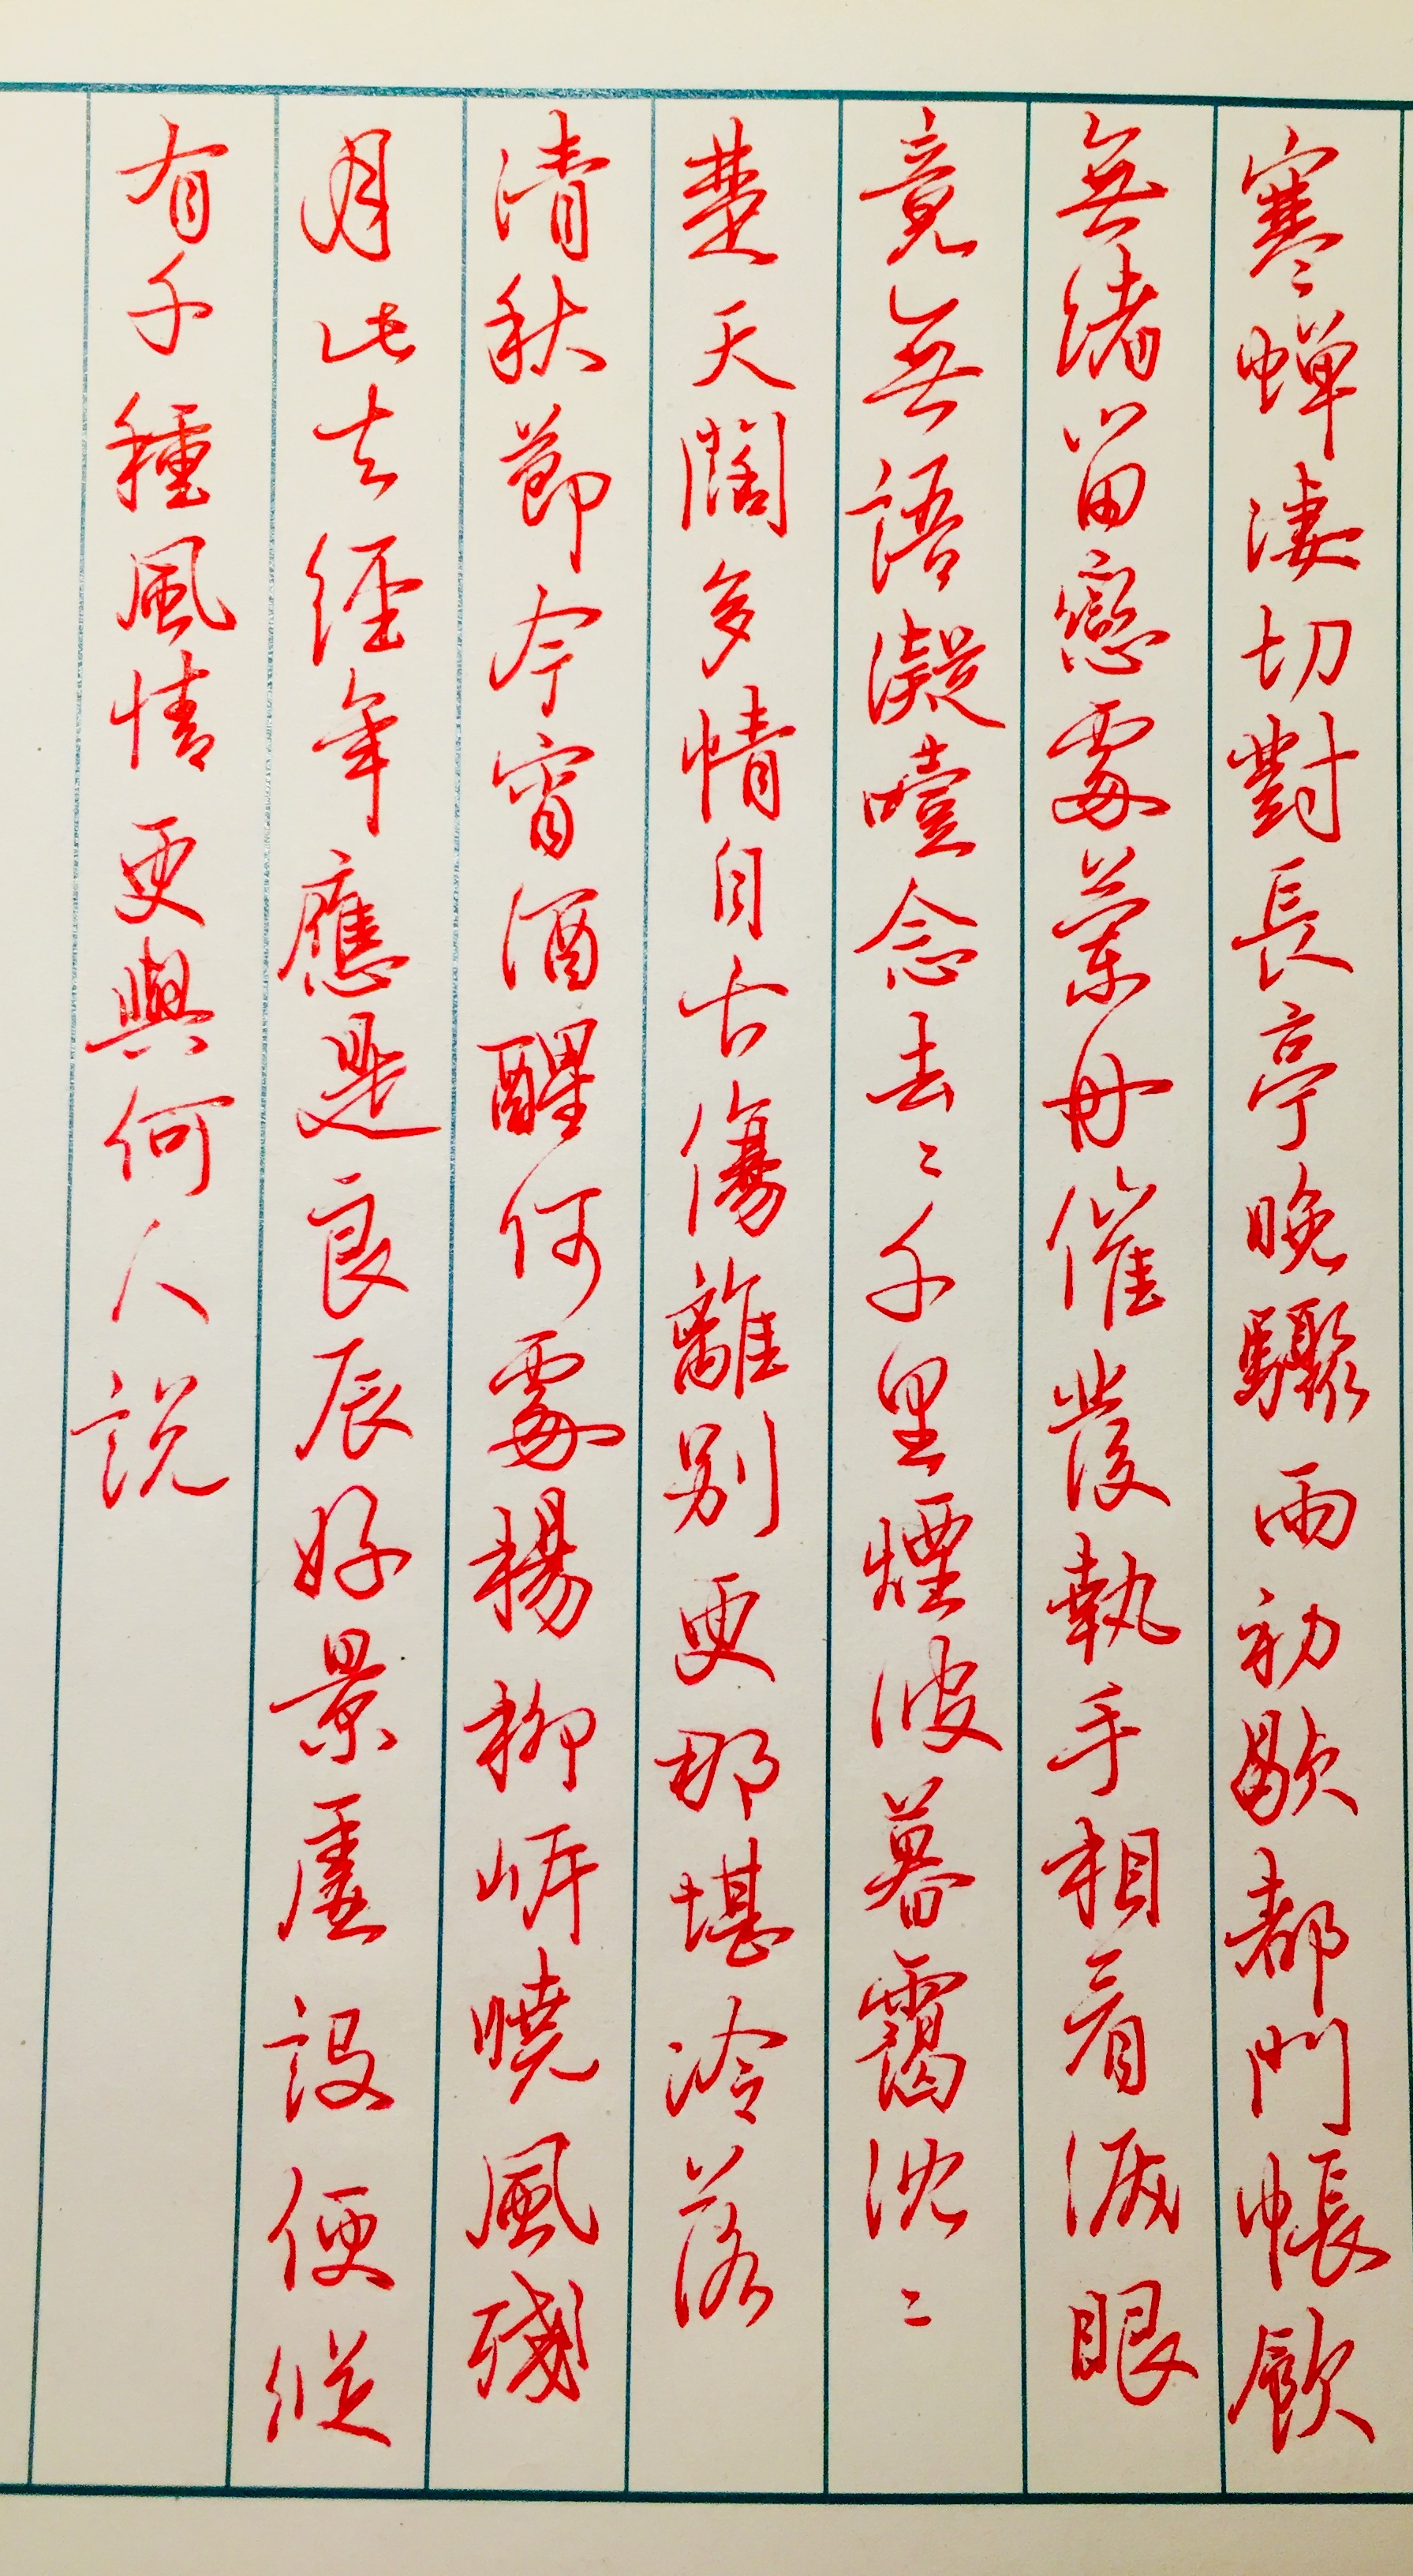 寒蟬淒切對長亭晚驟雨初歇都門帳飲
無緒留戀處蘭舟催發執手相看淚眼
竟無語凝噎念去〻千里煙波暮靄沈〻
楚天闊多情自古傷離別更那堪冷落
清秋節今宵酒醒何處楊柳岍曉風殘
月此去經年應是良辰好景虛設便縱
有千種風情更與何人說